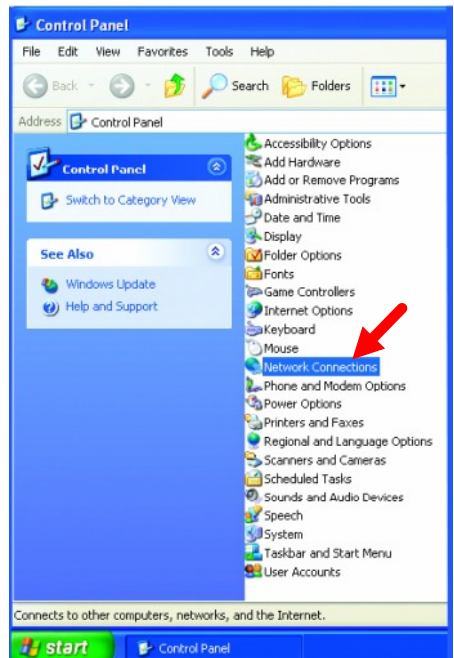 Control Panel
File Edit View Favorites Tools Help
Back Search Folders
Address Control Panel
Control Panel
Switch to Category View
See Also
Windows Update
Help and Support
Accessibility Options
Add Hardware
Add or Remove Programs
Administrative Tools
Date and Time
Display
Folder Options
Fonts
Game Controllers
Internet Options
Keyboard
Mouse
Network Connections
Phone and Modem Options
Power Options
Printers and Faxes
Regional and Language Options
Scanners and Cameras
Scheduled Tasks
Sounds and Audio Devices
Speech
System
Taskbar and Start Menu
User Accounts
Connects to other computers, networks, and the Internet.
start Control Panel